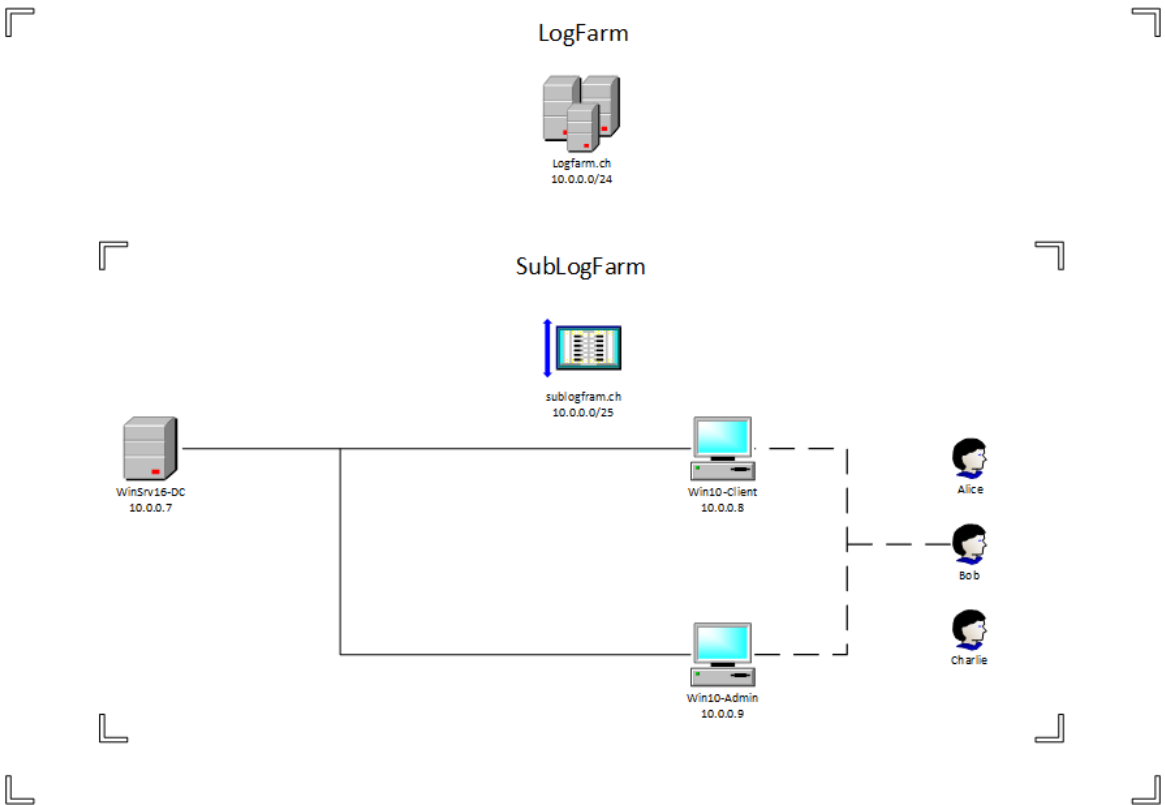 LogFarm
Logfarm.ch
10.0.0.0/24
SubLogFarm
sublogfram.ch
10.0.0.0/25
WinSrv16-DC
10.0.0.7
Win10-Client
10.0.0.8
Alice
Bob
Charlie
Win10-Admin
10.0.0.9